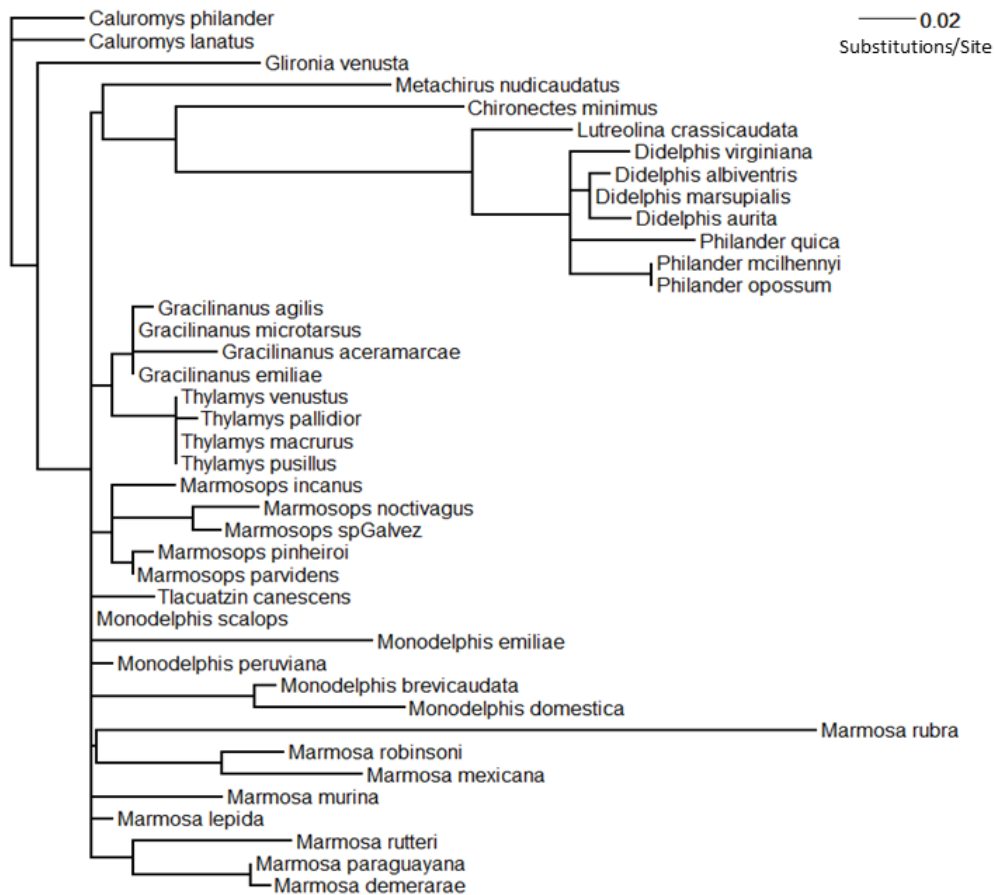 Caluromys philander
0.02
Caluromys lanatus
Substitutions/Site
Glironia venusta
Metachirus nudicaudatus
Chironectes minimus
Lutreolina crassicaudata
Didelphis virginiana
Didelphis albiventris
Didelphis marsupialis
Didelphis aurita
Philander quica
Philander mcilhennyi
Philander opossum
Gracilinanus agilis
Gracilinanus microtarsus
Gracilinanus aceramarcae
Gracilinanus emiliae
Thylamys venustus
Thylamys pallidior
Thylamys macrurus
Thylamys pusillus
Marmosops incanus
Marmosops noctivagus
Marmosops spGalvez
Marmosops pinheiroi
Marmosops parvidens
Tlacuatzin canescens
Monodelphis scalops
Monodelphis emiliae
Monodelphis peruviana
Monodelphis brevicaudata
Monodelphis domestica
Marmosa rubra
Marmosa robinsoni
Marmosa mexicana
Marmosa murina
Marmosa lepida
Marmosa rutteri
Marmosa paraguayana
Marmosa demerarae